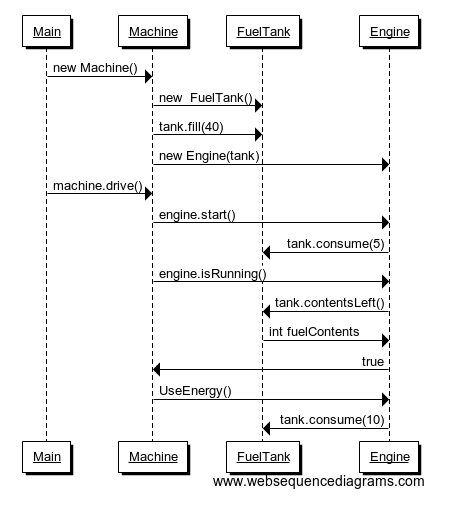 Main Machine FuelTank Engine
new Machine()
new  FuelTank()
tank.fill(40)
new Engine(tank)
machine.drive()
engine.start()
tank.consume(5)
engine.isRunning()
tank.contentsLeft()
int fuelContents
true
UseEnergy()
tank.consume(10)
Main Machine FuelTank Engine
www.websequencediagrams.com